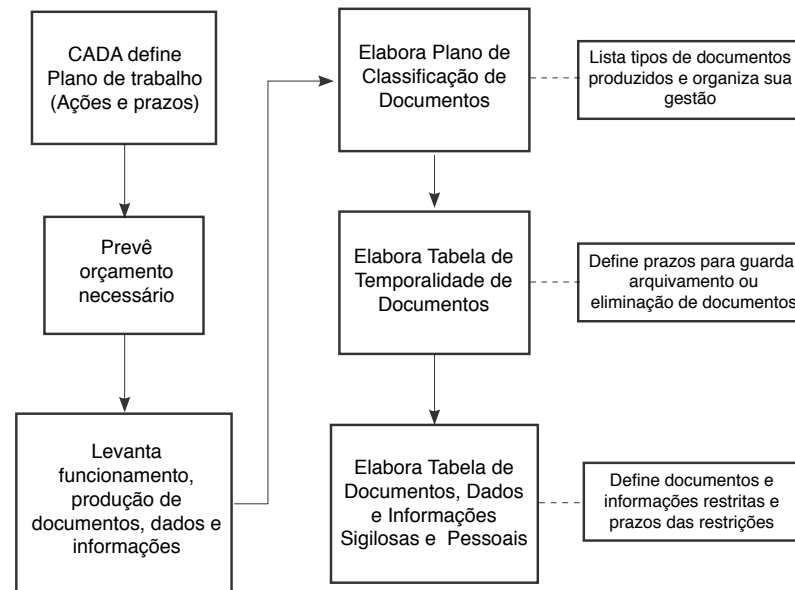 CADA define
Plano de trabalho
(Ações e prazos)
Prevê
orçamento
necessário
Levanta
funcionamento,
produção de
documentos, dados e
informações
Elabora Plano de
Classificação de
Documentos
Lista tipos de documentos
produzidos e organiza sua
gestão
Elabora Tabela de
Temporalidade de
Documentos
Define prazos para guarda,
arquivamento ou
eliminação de documentos
Elabora Tabela de
Documentos, Dados
e Informações
Sigilosas e Pessoais
Define documentos e
informações restritas e
prazos das restrições